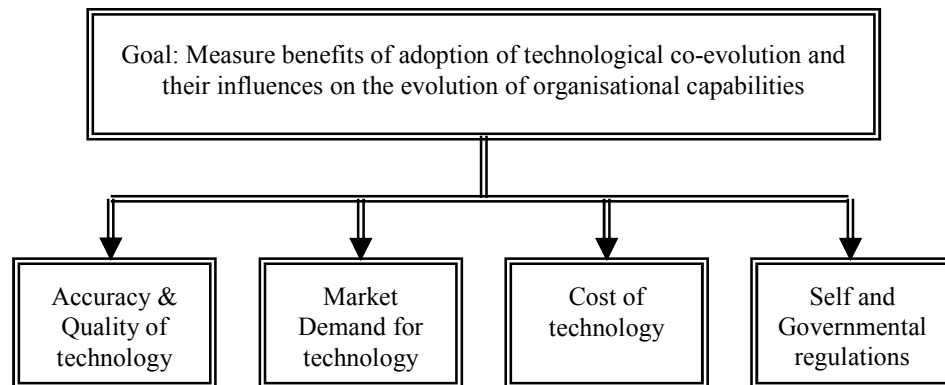 Goal: Measure benefits of adoption of technological co-evolution and
their influences on the evolution of organisational capabilities
Accuracy &
Quality of
technology
Market
Demand for
technology
Cost of
technology
Self and
Governmental
regulations